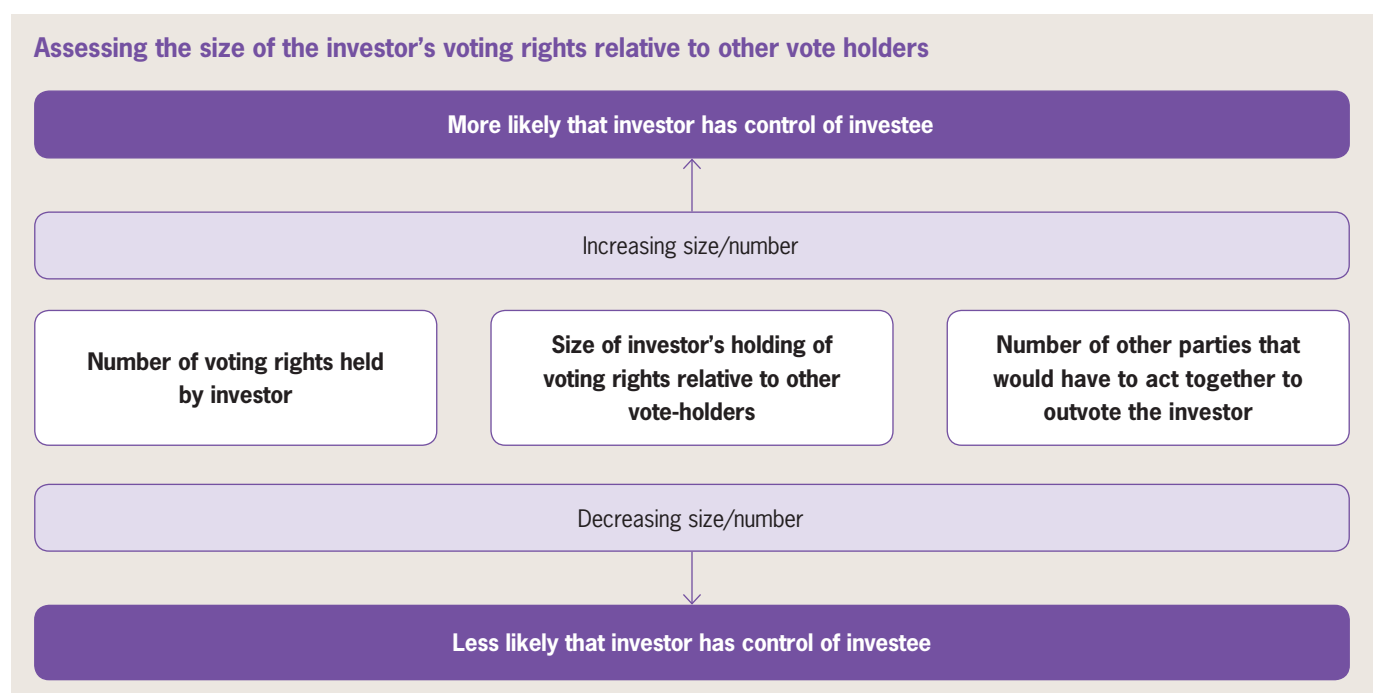 Assessing the size of the investor’s voting rights relative to other vote holders
More likely that investor has control of investee
Increasing size/number
Number of voting rights held
by investor
Size of investor’s holding of
voting rights relative to other
vote-holders
Number of other parties that
would have to act together to
outvote the investor
Decreasing size/number
Less likely that investor has control of investee